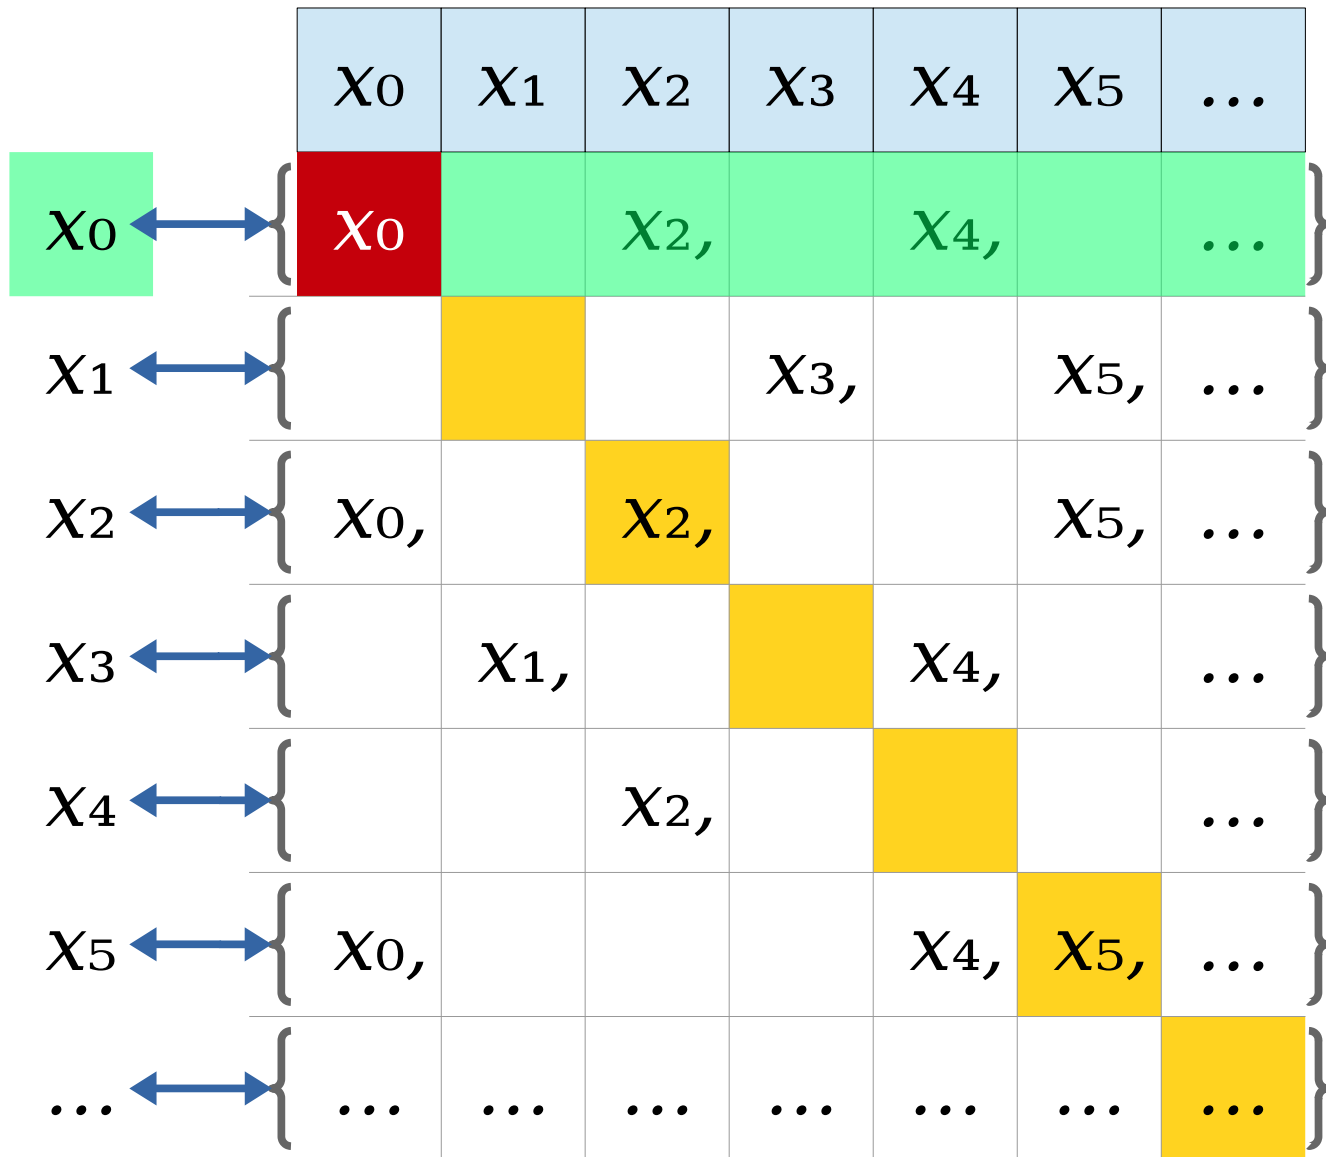 x₀ x₁ x₂ x₃ x₄ x₅ ...
x₀ { x₀ x₂, x₄, ... }
x₁ { x₃, x₅, ... }
x₂ { x₀, x₂, x₅, ... }
x₃ { x₁, x₄, ... }
x₄ { x₂, ... }
x₅ { x₀, x₄, x₅, ... }
... { ... ... ... ... ... ... ... }